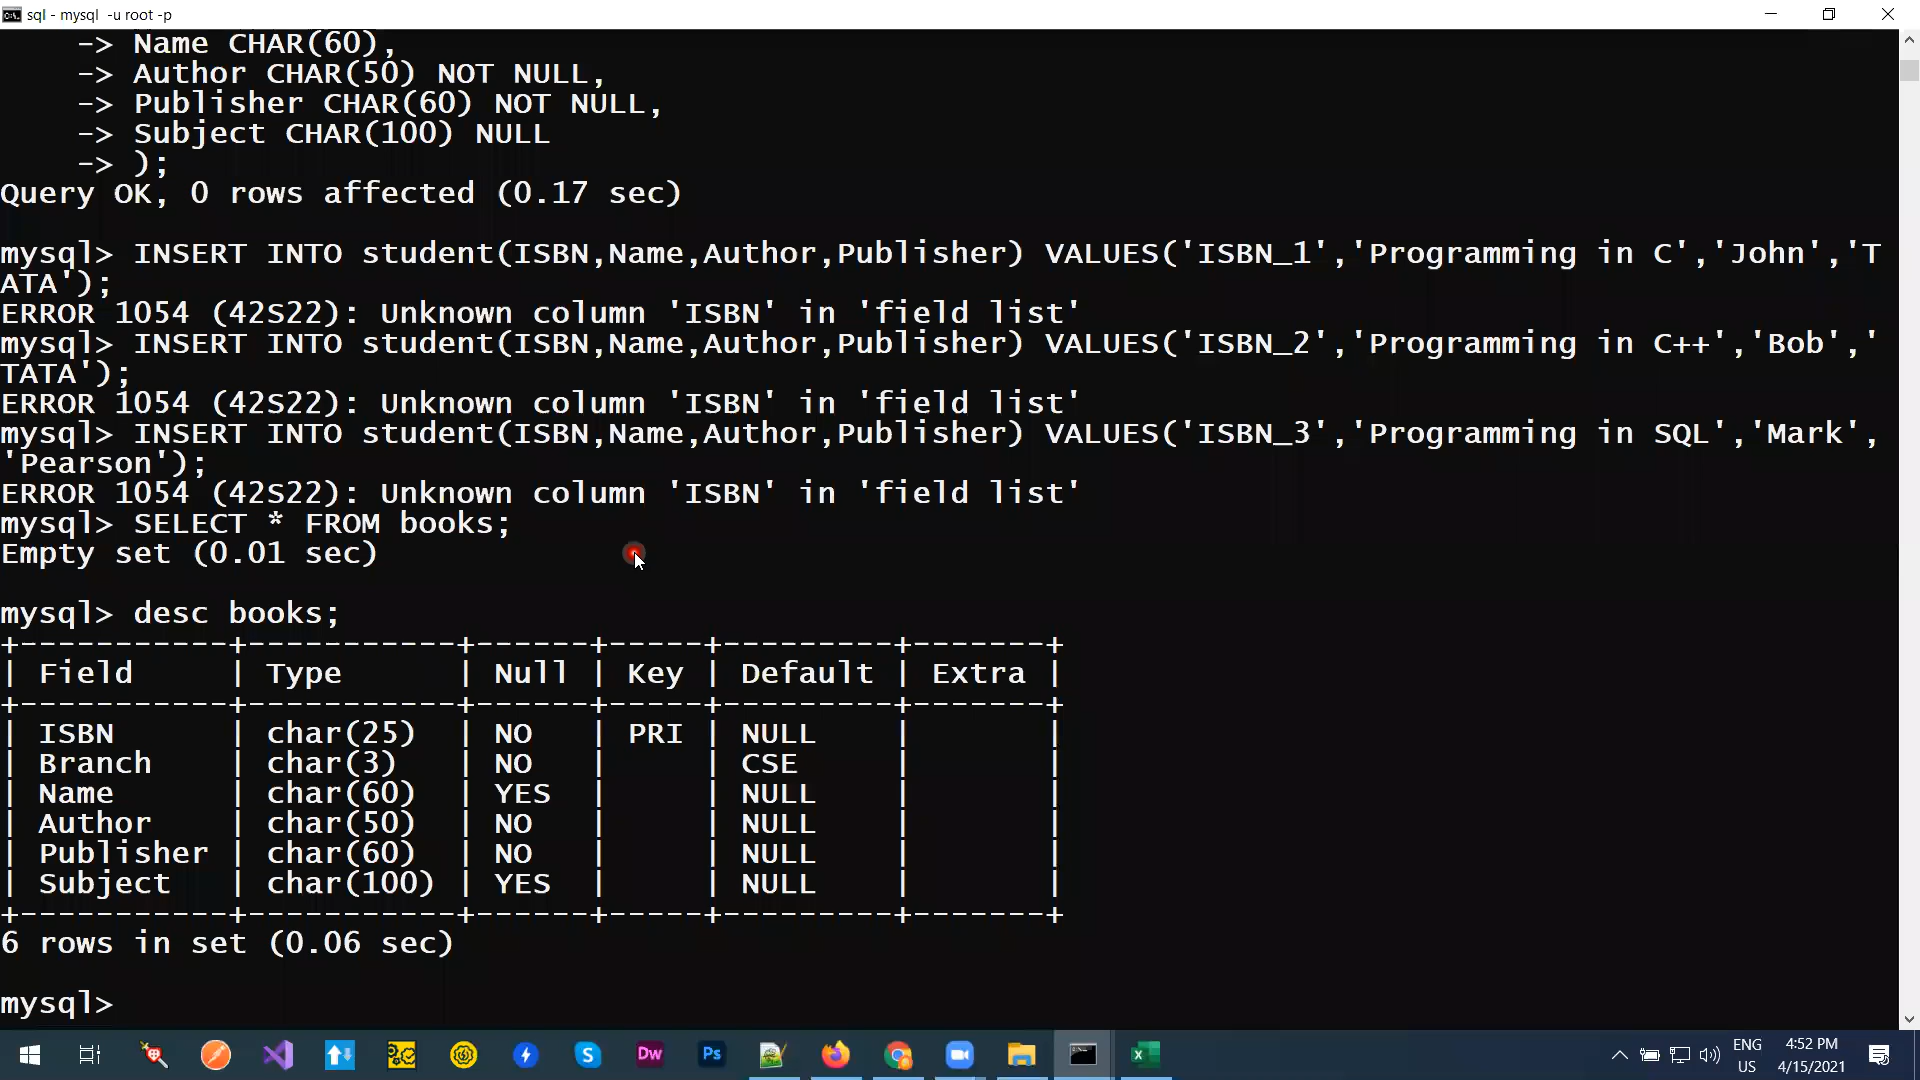 sql - mysql -u root -p
-> Name CHAR(60),
-> Author CHAR(50) NOT NULL,
-> Publisher CHAR(60) NOT NULL,
-> Subject CHAR(100) NULL
-> );
Query OK, 0 rows affected (0.17 sec)
mysql> INSERT INTO student(ISBN,Name,Author,Publisher) VALUES('ISBN_1','Programming in C','John','T
ATA');
ERROR 1054 (42S22): Unknown column 'ISBN' in 'field list'
mysql> INSERT INTO student(ISBN,Name,Author,Publisher) VALUES('ISBN_2','Programming in C++','Bob','
TATA');
ERROR 1054 (42S22): Unknown column 'ISBN' in 'field list'
mysql> INSERT INTO student(ISBN,Name,Author,Publisher) VALUES('ISBN_3','Programming in SQL','Mark',
'Pearson');
ERROR 1054 (42S22): Unknown column 'ISBN' in 'field list'
mysql> SELECT * FROM books;
Empty set (0.01 sec)
mysql> desc books;
+-----------+-----------+------+-----+---------+-------+
| Field     | Type      | Null | Key | Default | Extra |
+-----------+-----------+------+-----+---------+-------+
| ISBN      | char(25)  | NO   | PRI | NULL    |       |
| Branch    | char(3)   | NO   |     | CSE     |       |
| Name      | char(60)  | YES  |     | NULL    |       |
| Author    | char(50)  | NO   |     | NULL    |       |
| Publisher | char(60)  | NO   |     | NULL    |       |
| Subject   | char(100) | YES  |     | NULL    |       |
+-----------+-----------+------+-----+---------+-------+
6 rows in set (0.06 sec)
mysql>
Dw
Ps
ENG
US
4:52 PM
4/15/2021